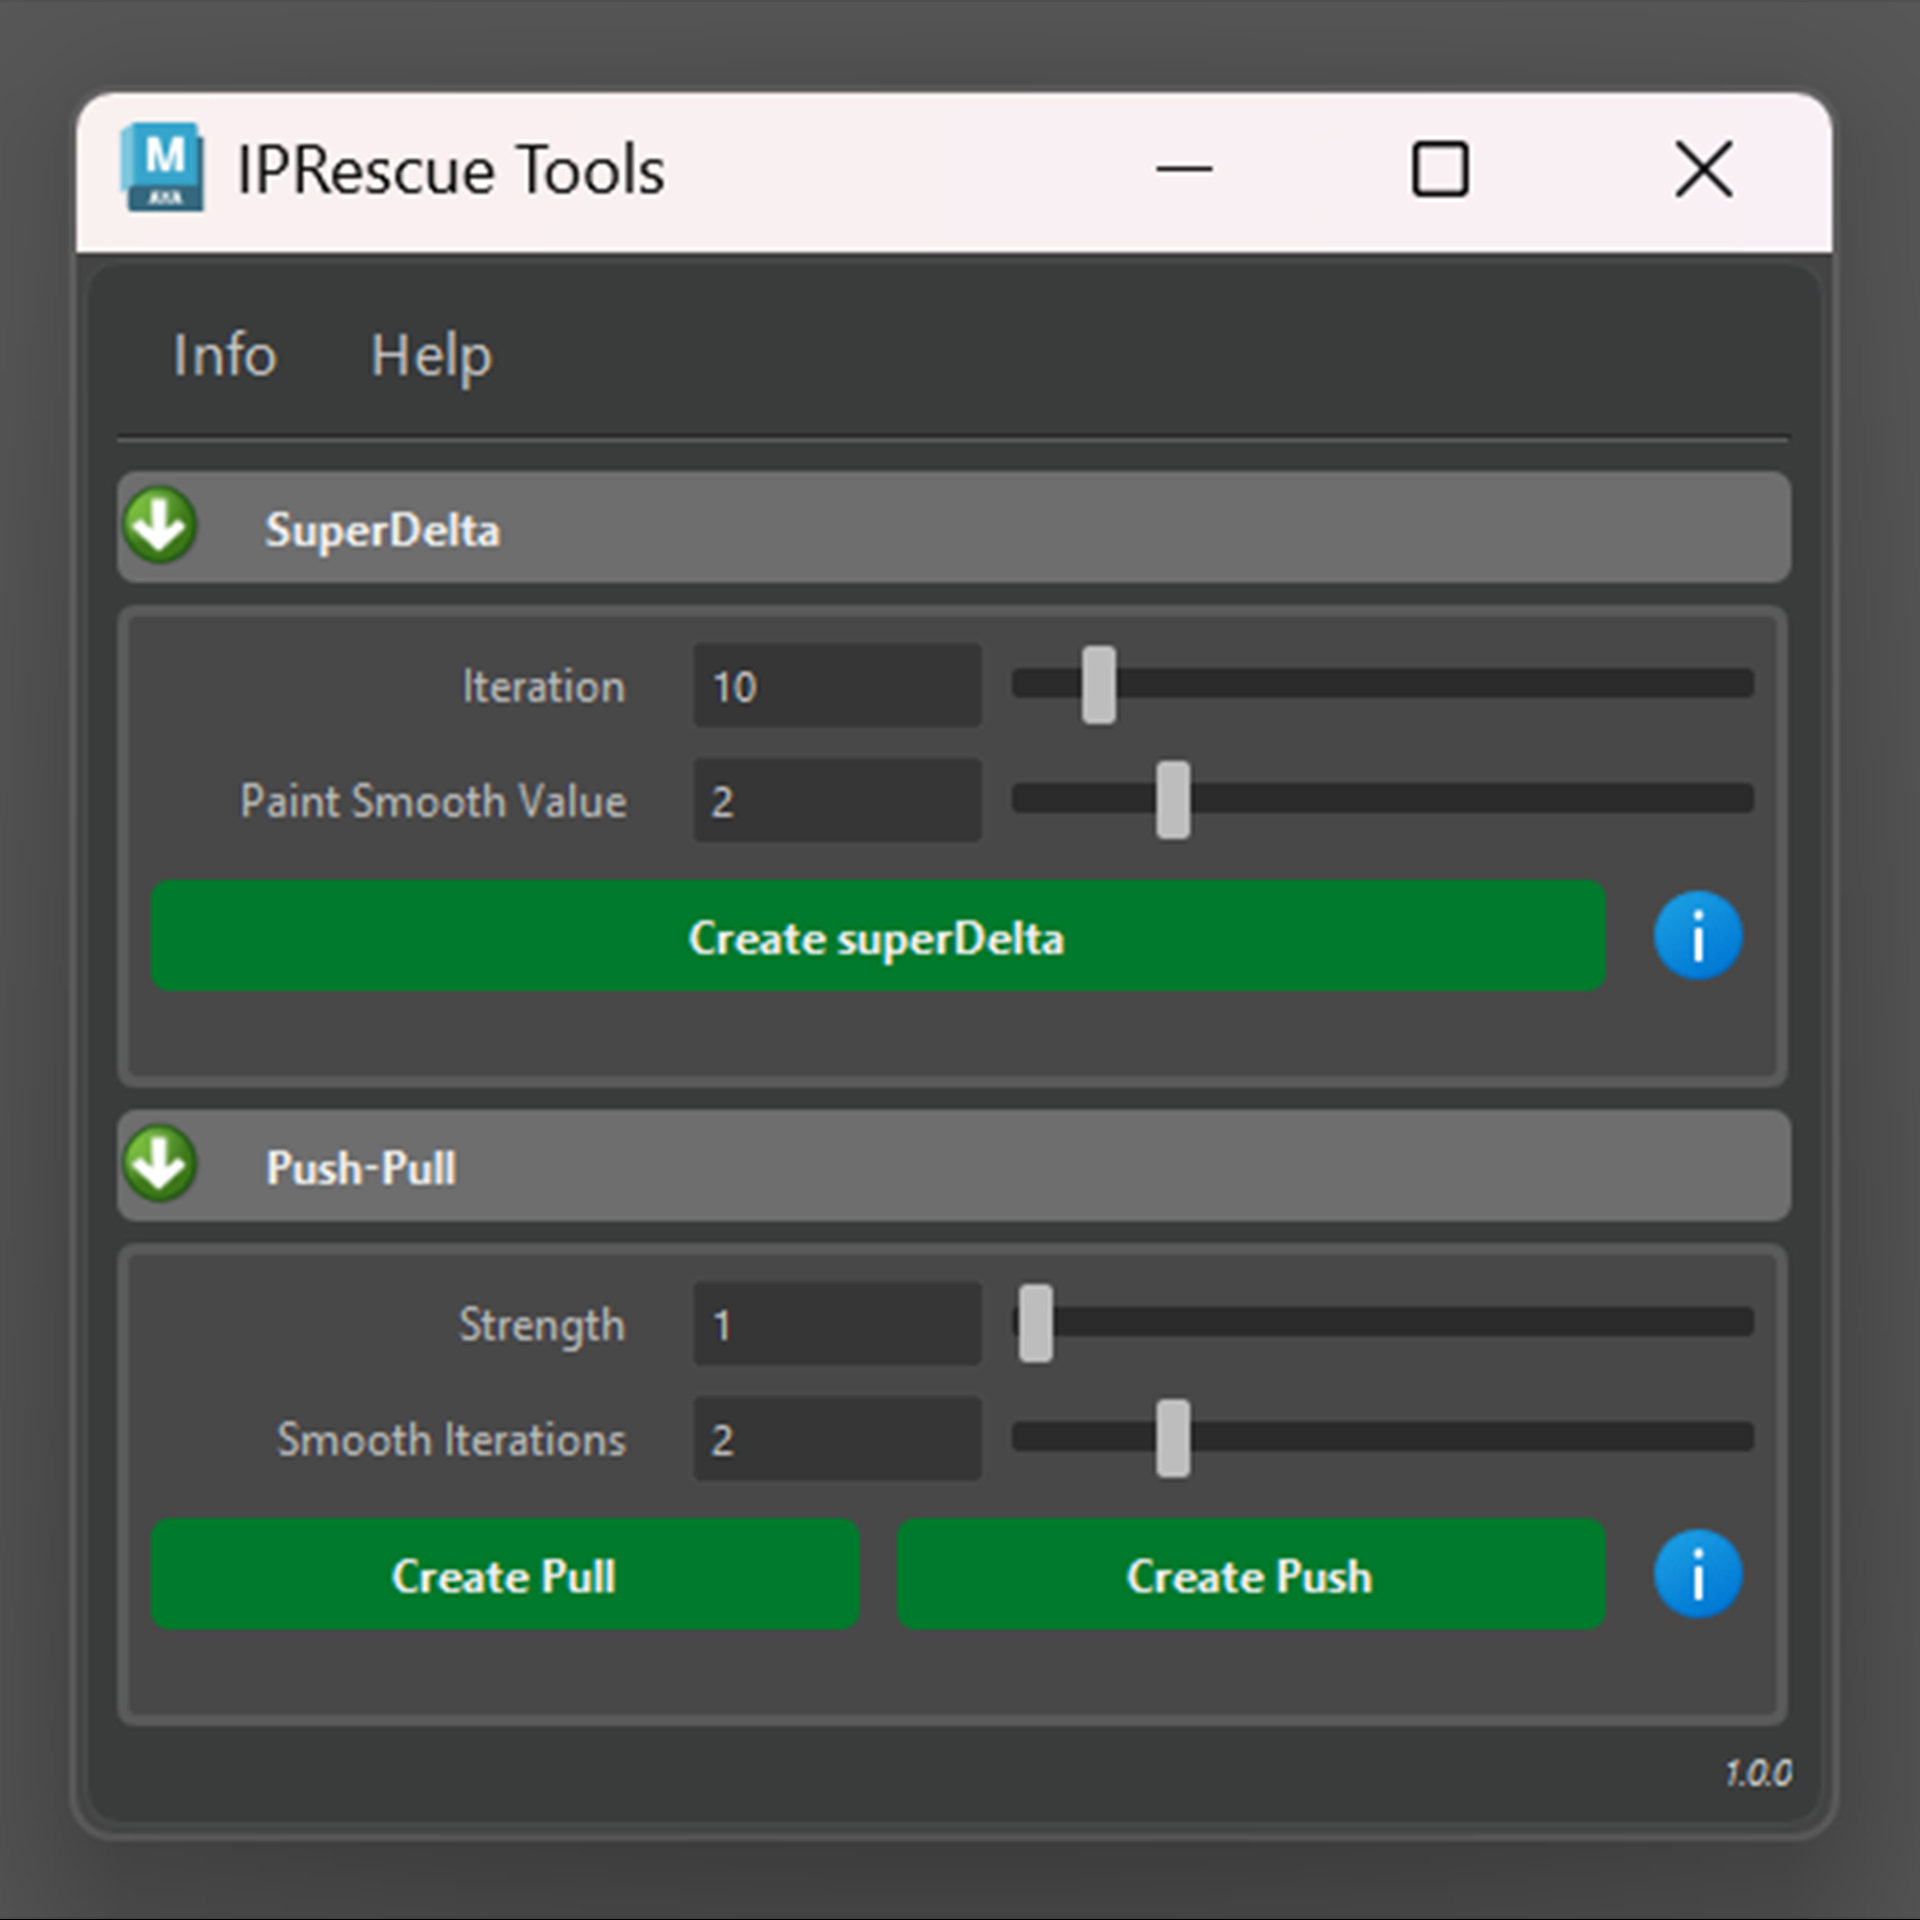 M
AYA
IPRescue Tools
Info Help
SuperDelta
Iteration 10
Paint Smooth Value 2
Create superDelta i
Push-Pull
Strength 1
Smooth Iterations 2
Create Pull Create Push i
1.0.0